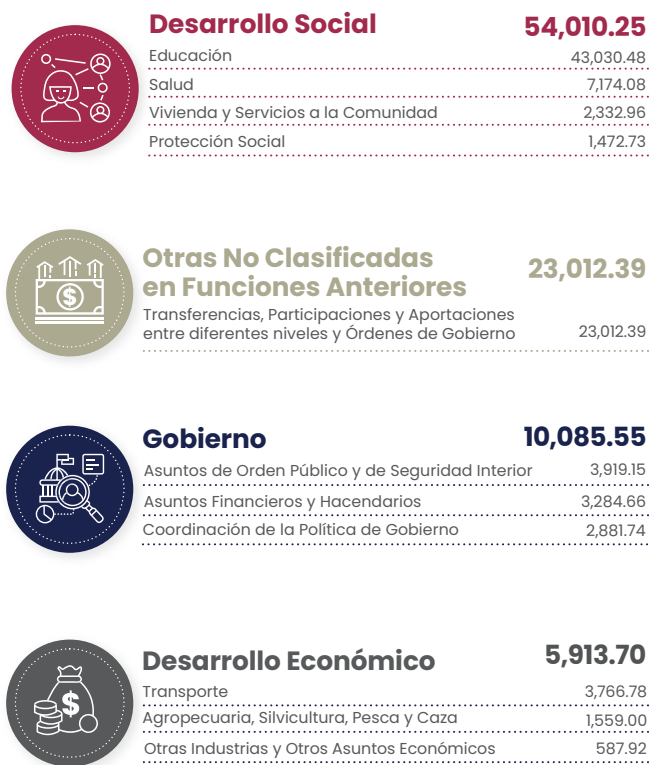 Desarrollo Social 54,010.25
Educación 43,030.48
Salud 7,174.08
Vivienda y Servicios a la Comunidad 2,332.96
Protección Social 1,472.73
Otras No Clasificadas
en Funciones Anteriores 23,012.39
Transferencias, Participaciones y Aportaciones
entre diferentes niveles y Órdenes de Gobierno 23,012.39
$
Gobierno 10,085.55
Asuntos de Orden Público y de Seguridad Interior 3,919.15
Asuntos Financieros y Hacendarios 3,284.66
Coordinación de la Política de Gobierno 2,881.74
Desarrollo Económico 5,913.70
Transporte 3,766.78
$
Agropecuaria, Silvicultura, Pesca y Caza 1,559.00
Otras Industrias y Otros Asuntos Económicos 587.92